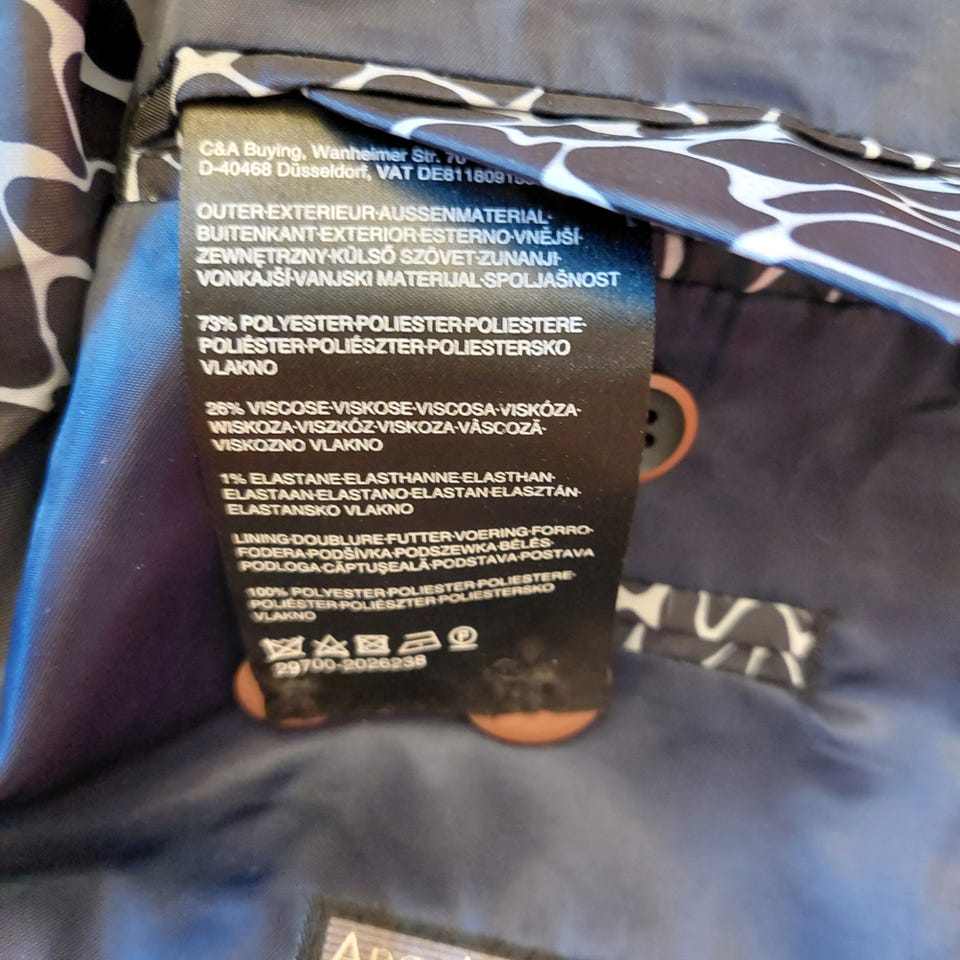 C&A Buying, Wanheimer Str. 70
D-40468 Düsseldorf, VAT
OUTER·EXTERIEUR·AUSSENMATERIAL·
BUITENKANT·EXTERIOR·ESTERNO·VNĚJŠÍ·
ZEWNĘTRZNY·KÜLSŐ SZÖVET·ZUNANJI·
VONKAJŠÍ·VANJSKI MATERIJAL·SPOLJAŠNOST
73% POLYESTER·POLIESTER·POLIESTERE·
POLIÉSTER·POLIÉSZTER·POLIESTERSKO
VLAKNO
26% VISCOSE·VISKOSE·VISCOSA·VISKÓZA·
WISKOZA·VISZKÓZ·VISKOZA·VÂSCOZĂ·
VISKOZNO VLAKNO
1% ELASTANE·ELASTHANNE·ELASTHAN·
ELASTAAN·ELASTANO·ELASTAN·ELASZTÁN·
ELASTANSKO VLAKNO
LINING·DOUBLURE·FUTTER·VOERING·FORRO·
FODERA·PODŠÍVKA·PODSZEWKA·BÉLÉS·
PODLOGA·CĂPTUŞEALĂ·PODSTAVA·POSTAVA
100% POLYESTER·POLYESTER·POLIESTERE·
POLIÉSTER·POLIÉSZTER·POLIESTERSKO
VLAKNO
P
29700-2026238